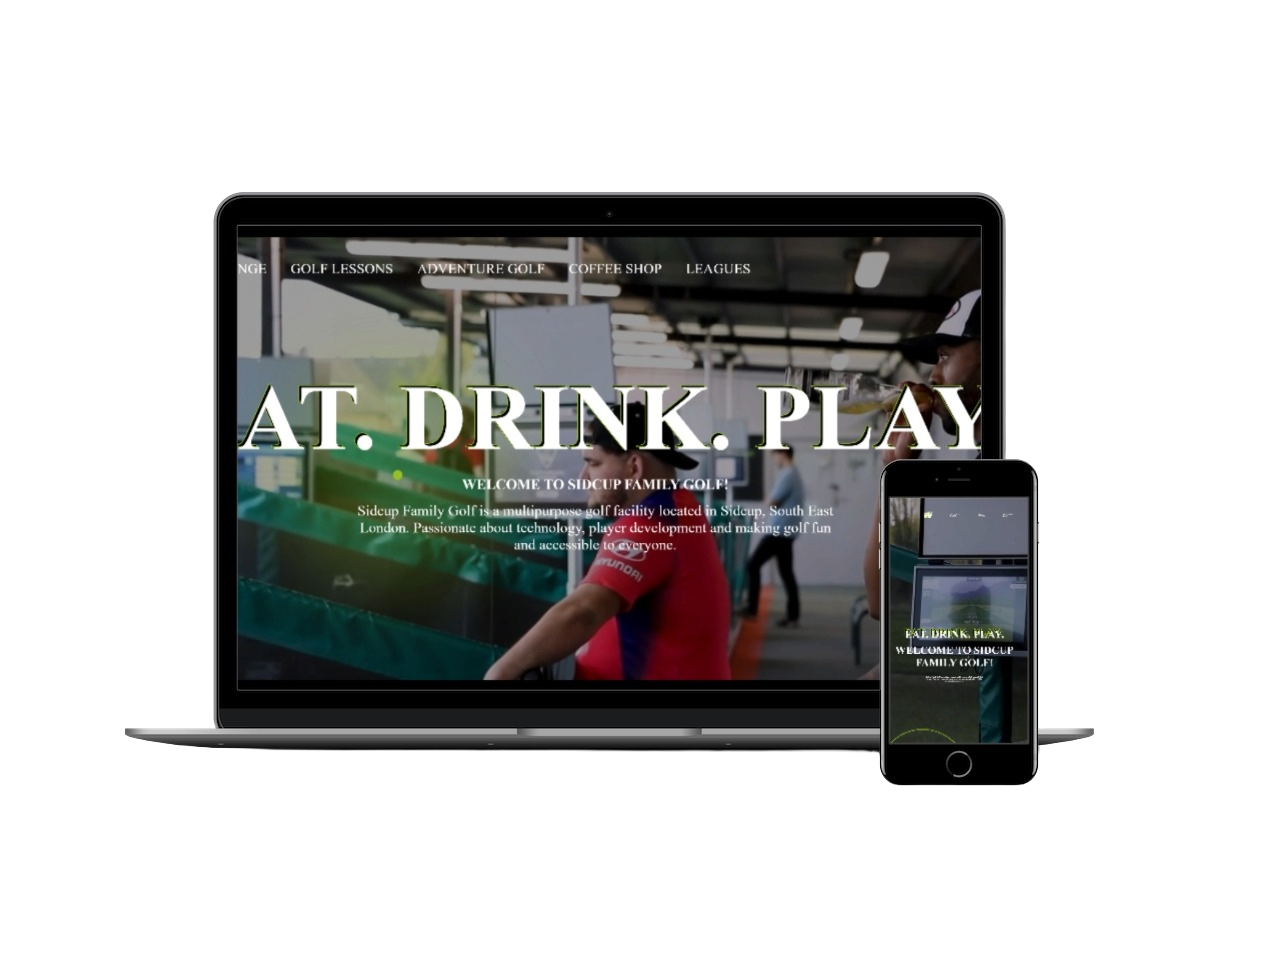 NGE GOLF LESSONS ADVENTURE GOLF COFFEE SHOP LEAGUES
AT. DRINK. PLAY
WELCOME TO SIDCUP FAMILY GOLF!
Sidcup Family Golf is a multipurpose golf facility located in Sidcup, South East
London. Passionate about technology, player development and making golf fun
and accessible to everyone.
HYUNDAI
EAT. DRINK. PLAY.
WELCOME TO SIDCUP
FAMILY GOLF!